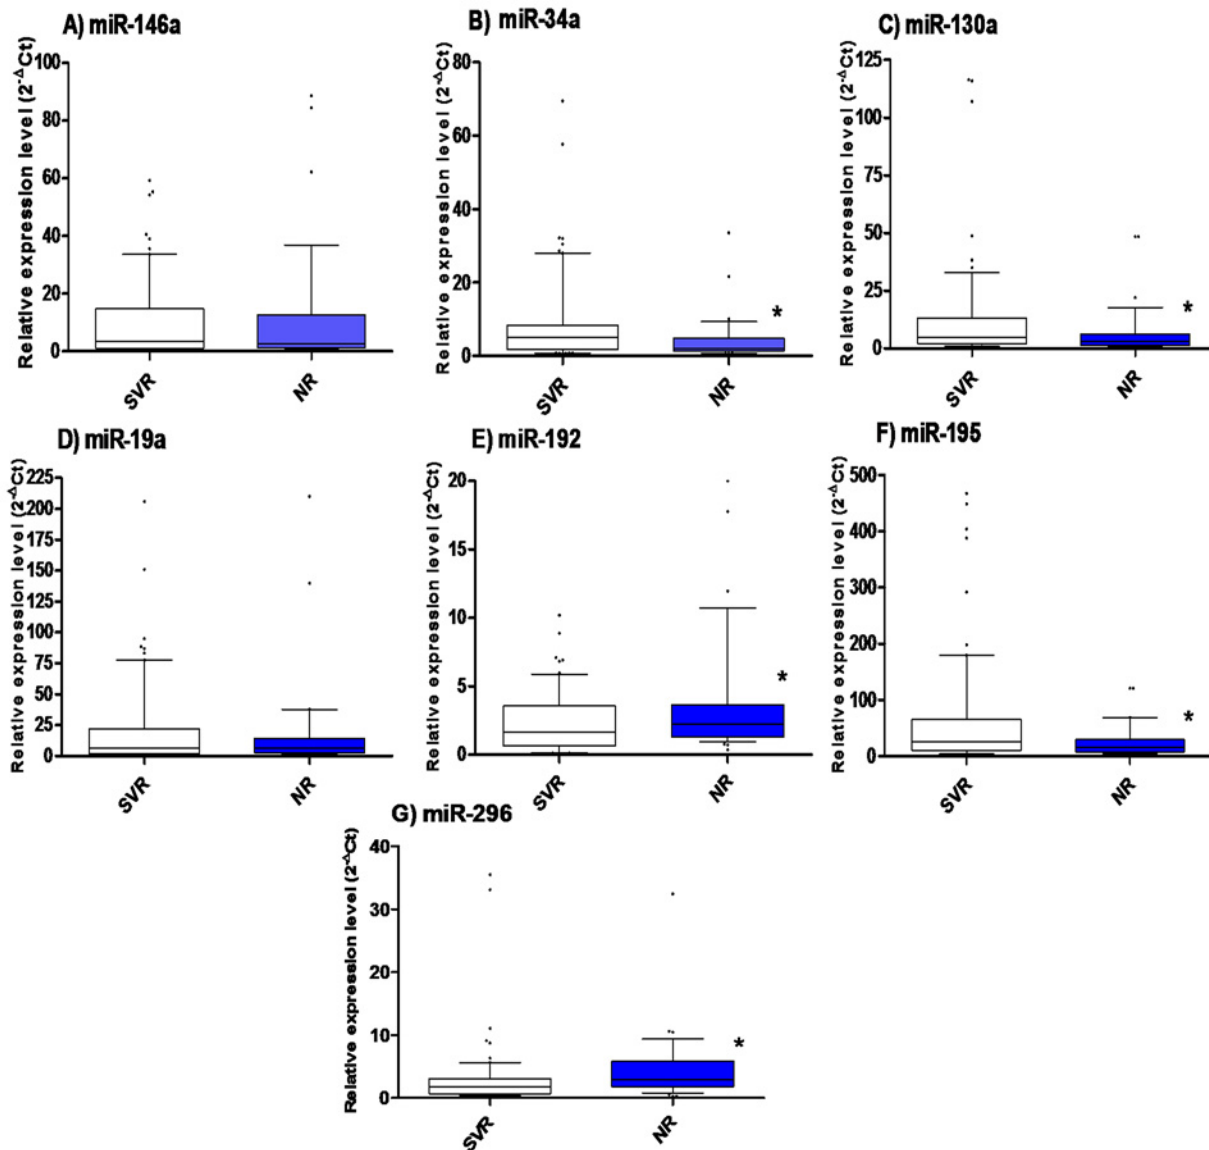 A) miR-146a
Relative expression level (2-ΔCt)
100
80
60
40
20
0
SVR
NR
B) miR-34a
Relative expression level (2-ΔCt)
80
60
40
20
0
*
SVR
NR
C) miR-130a
Relative expression level (2-ΔCt)
125
100
75
50
25
0
*
SVR
NR
D) miR-19a
Relative expression level (2-ΔCt)
225
200
175
150
125
100
75
50
25
0
SVR
NR
E) miR-192
Relative expression level (2-ΔCt)
20
15
10
5
0
*
SVR
NR
F) miR-195
Relative expression level (2-ΔCt)
500
400
300
200
100
0
*
SVR
NR
G) miR-296
Relative expression level (2-ΔCt)
40
30
20
10
0
*
SVR
NR